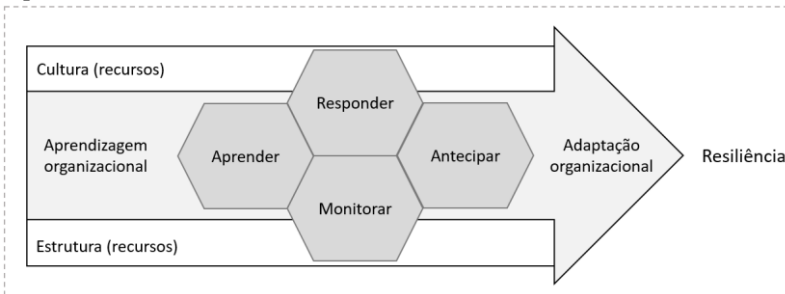 Cultura (recursos)
Responder
Aprendizagem
organizacional
Aprender
Antecipar
Adaptação
organizacional
Resiliência
Monitorar
Estrutura (recursos)